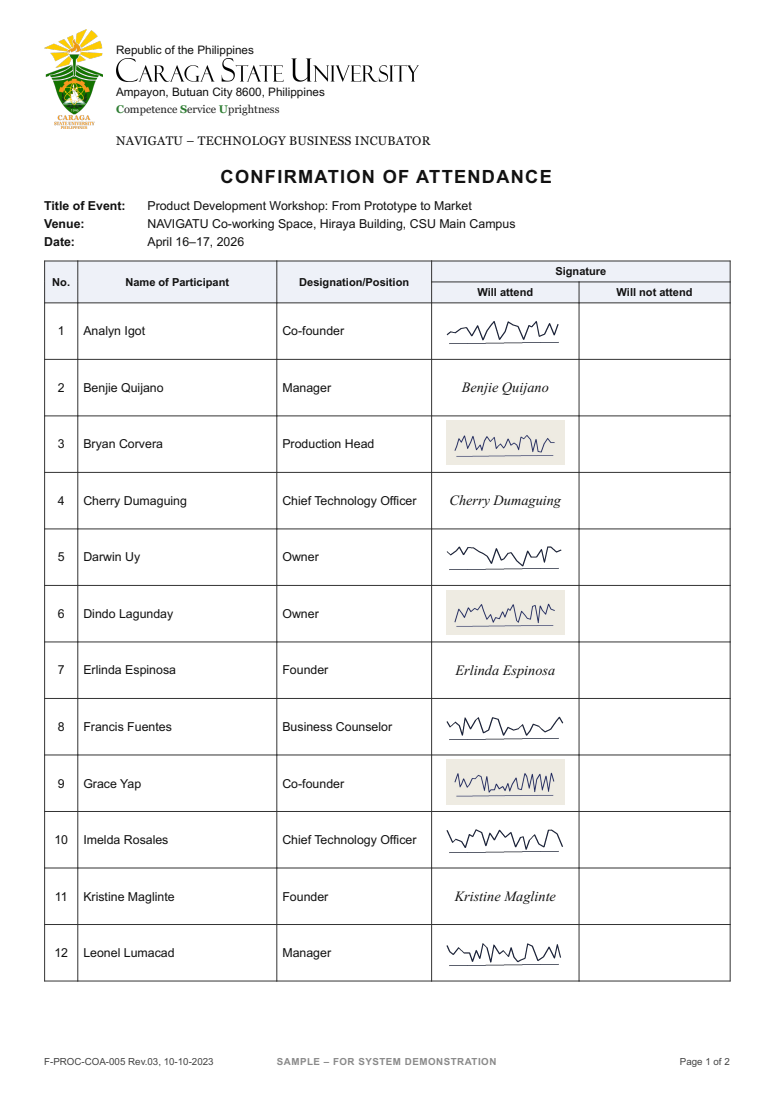 Republic of the Philippines
CARAGA STATE UNIVERSITY
Ampayon, Butuan City 8600, Philippines
Competence Service Uprightness
CARAGA
STATE UNIVERSITY
PHILIPPINES
NAVIGATU – TECHNOLOGY BUSINESS INCUBATOR
CONFIRMATION OF ATTENDANCE
Title of Event: Product Development Workshop: From Prototype to Market
Venue: NAVIGATU Co-working Space, Hiraya Building, CSU Main Campus
Date: April 16–17, 2026
No. Name of Participant Designation/Position Signature
Will attend Will not attend
1 Analyn Igot Co-founder
2 Benjie Quijano Manager Benjie Quijano
3 Bryan Corvera Production Head
4 Cherry Dumaguing Chief Technology Officer Cherry Dumaguing
5 Darwin Uy Owner
6 Dindo Lagunday Owner
7 Erlinda Espinosa Founder Erlinda Espinosa
8 Francis Fuentes Business Counselor
9 Grace Yap Co-founder
10 Imelda Rosales Chief Technology Officer
11 Kristine Maglinte Founder Kristine Maglinte
12 Leonel Lumacad Manager
F-PROC-COA-005 Rev.03, 10-10-2023 SAMPLE – FOR SYSTEM DEMONSTRATION Page 1 of 2